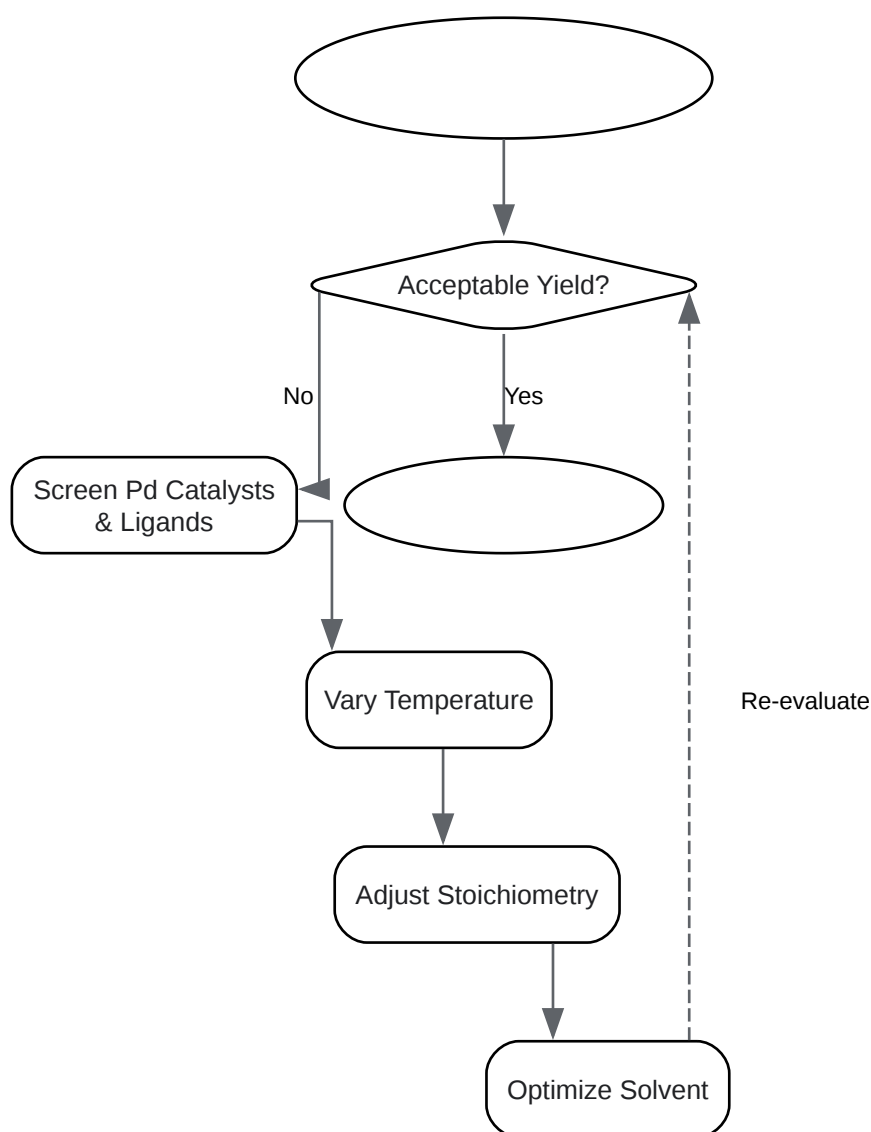 Acceptable Yield?
No
Yes
Screen Pd Catalysts
& Ligands
Vary Temperature
Re-evaluate
Adjust Stoichiometry
Optimize Solvent